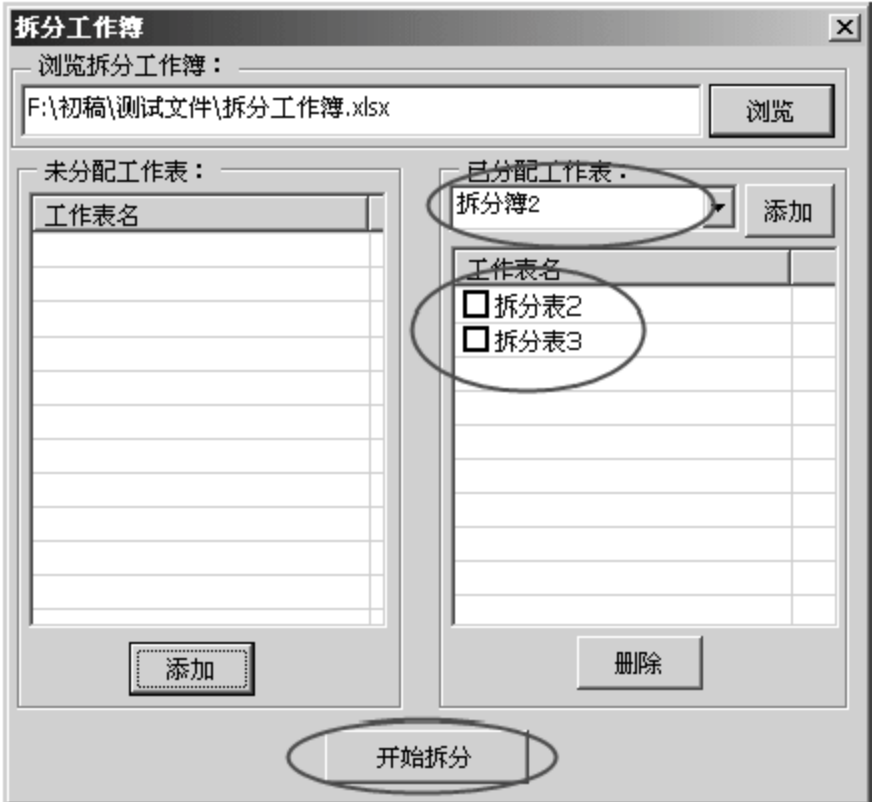 拆分工作簿
浏览拆分工作簿：
F:\初稿\测试文件\拆分工作簿.xlsx
浏览
未分配工作表：
工作表名
添加
已分配工作表：
拆分簿2
添加
工作表名
拆分表2
拆分表3
删除
开始拆分